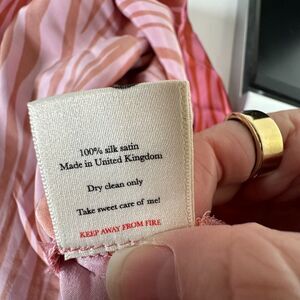 100% silk satin
Made in United Kingdom
Dry clean only
Take sweet care of me!
KEEP AWAY FROM FIRE